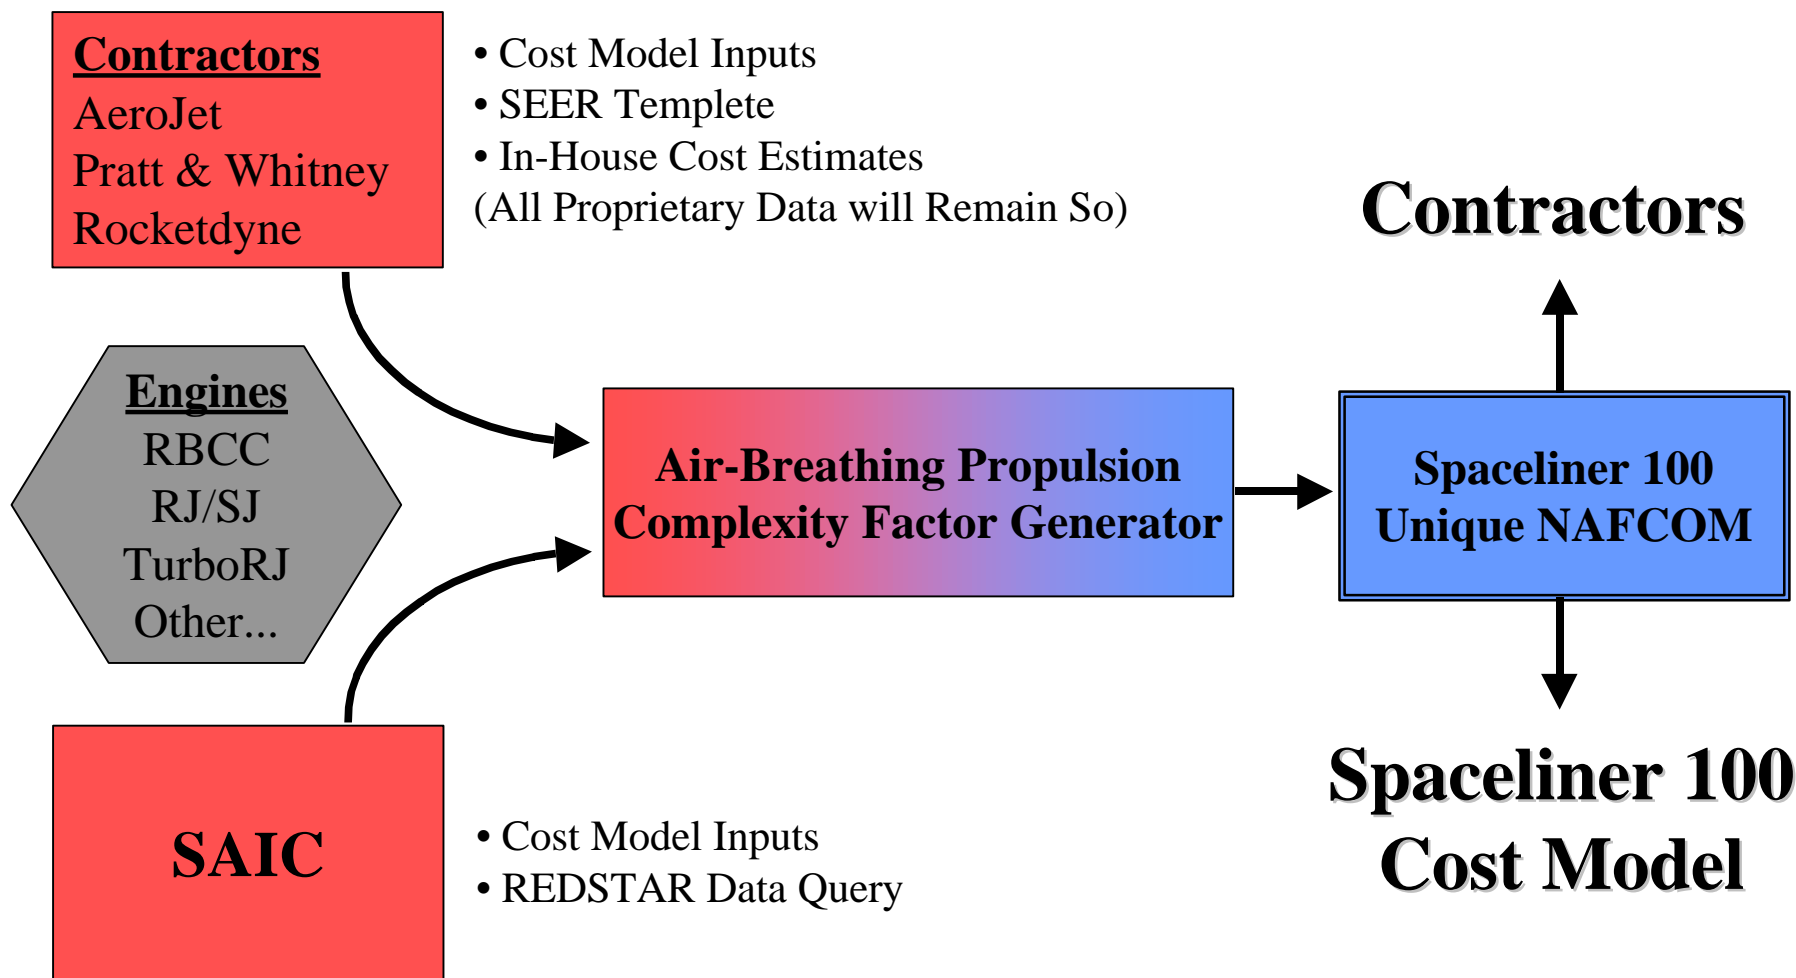 Contractors
AeroJet
Pratt & Whitney
Rocketdyne
• Cost Model Inputs
• SEER Templete
• In-House Cost Estimates
(All Proprietary Data will Remain So)
Engines
RBCC
RJ/SJ
TurboRJ
Other...
SAIC
• Cost Model Inputs
• REDSTAR Data Query
Air-Breathing Propulsion
Complexity Factor Generator
Spaceliner 100
Unique NAFCOM
Contractors
Spaceliner 100
Cost Model